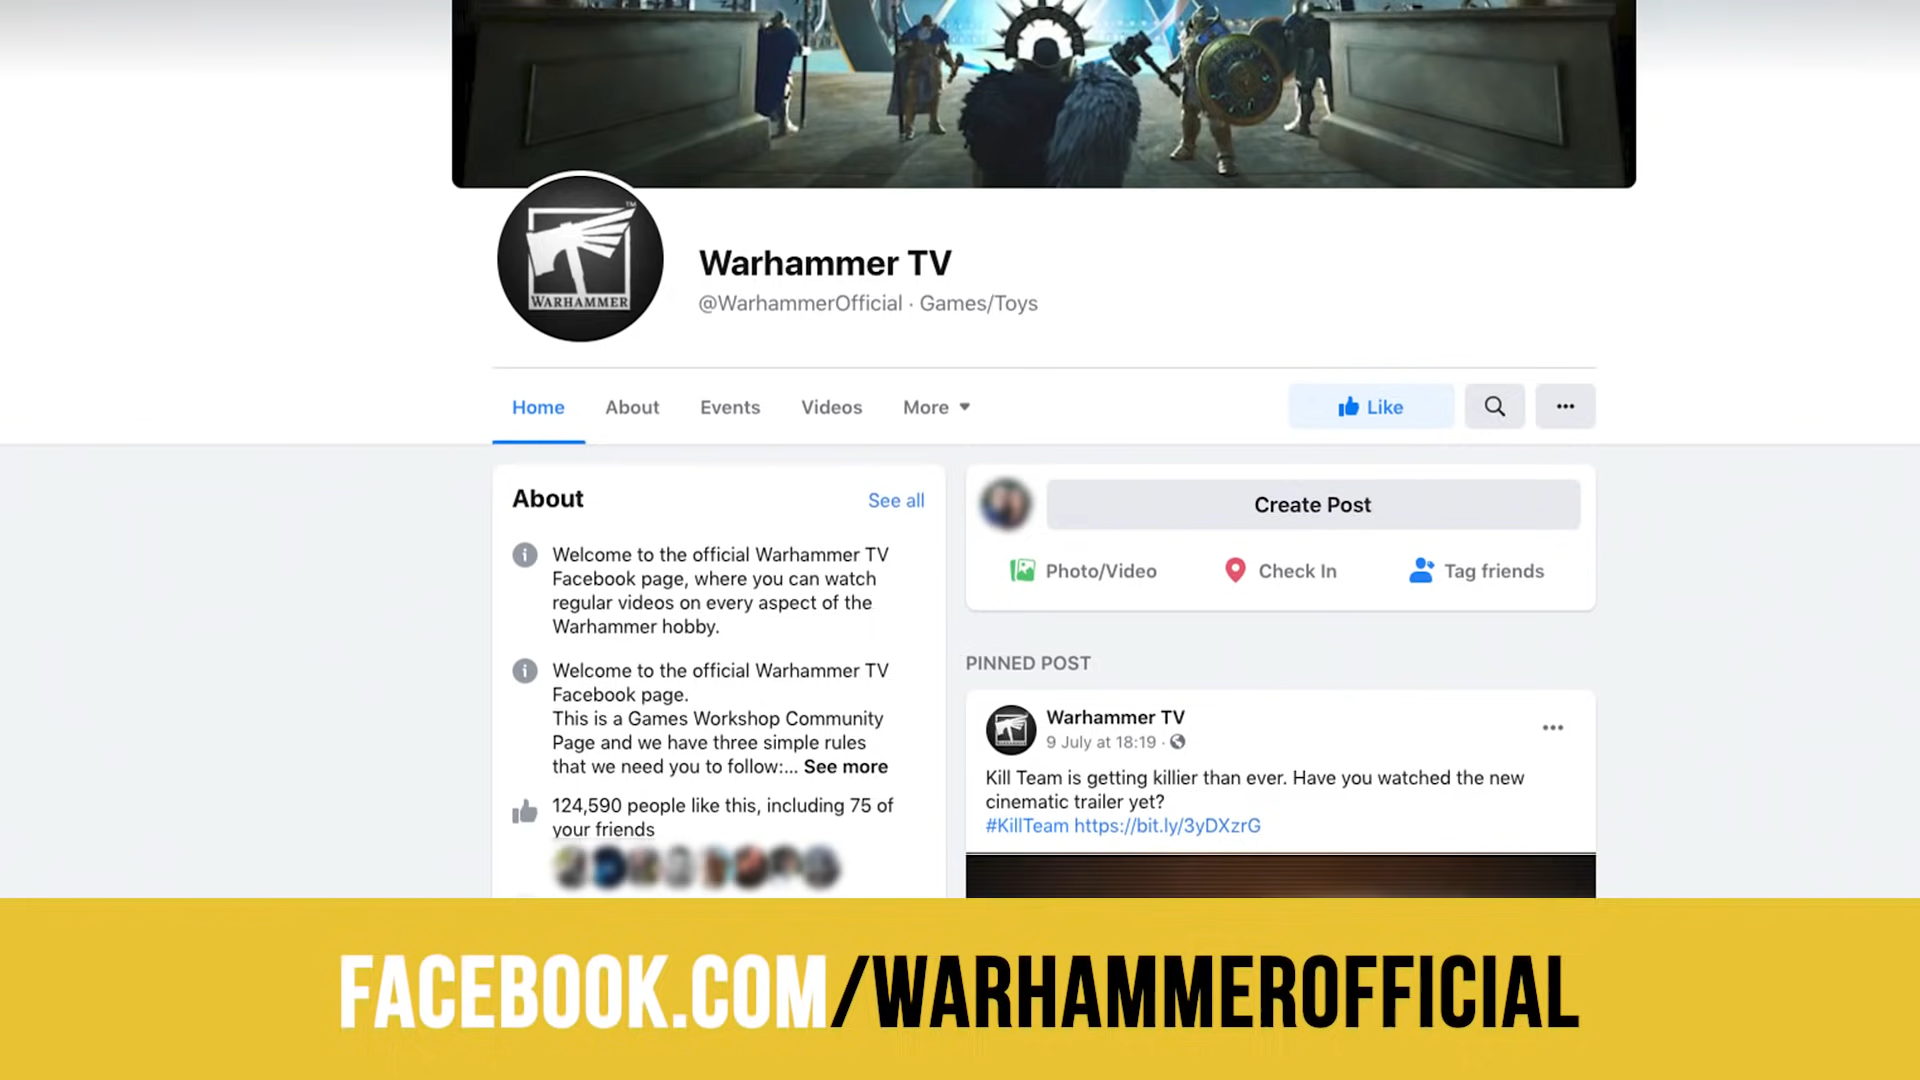 WARHAMMER
TM
Warhammer TV
@WarhammerOfficial · Games/Toys
Home
About
Events
Videos
More
Like
About
See all
Welcome to the official Warhammer TV
Facebook page, where you can watch
regular videos on every aspect of the
Warhammer hobby.
Welcome to the official Warhammer TV
Facebook page.
This is a Games Workshop Community
Page and we have three simple rules
that we need you to follow:... See more
124,590 people like this, including 75 of
your friends
Create Post
Photo/Video
Check In
Tag friends
PINNED POST
Warhammer TV
9 July at 18:19 ·
Kill Team is getting killier than ever. Have you watched the new
cinematic trailer yet?
#KillTeam https://bit.ly/3yDXzrG
FACEBOOK.COM/WARHAMMEROFFICIAL